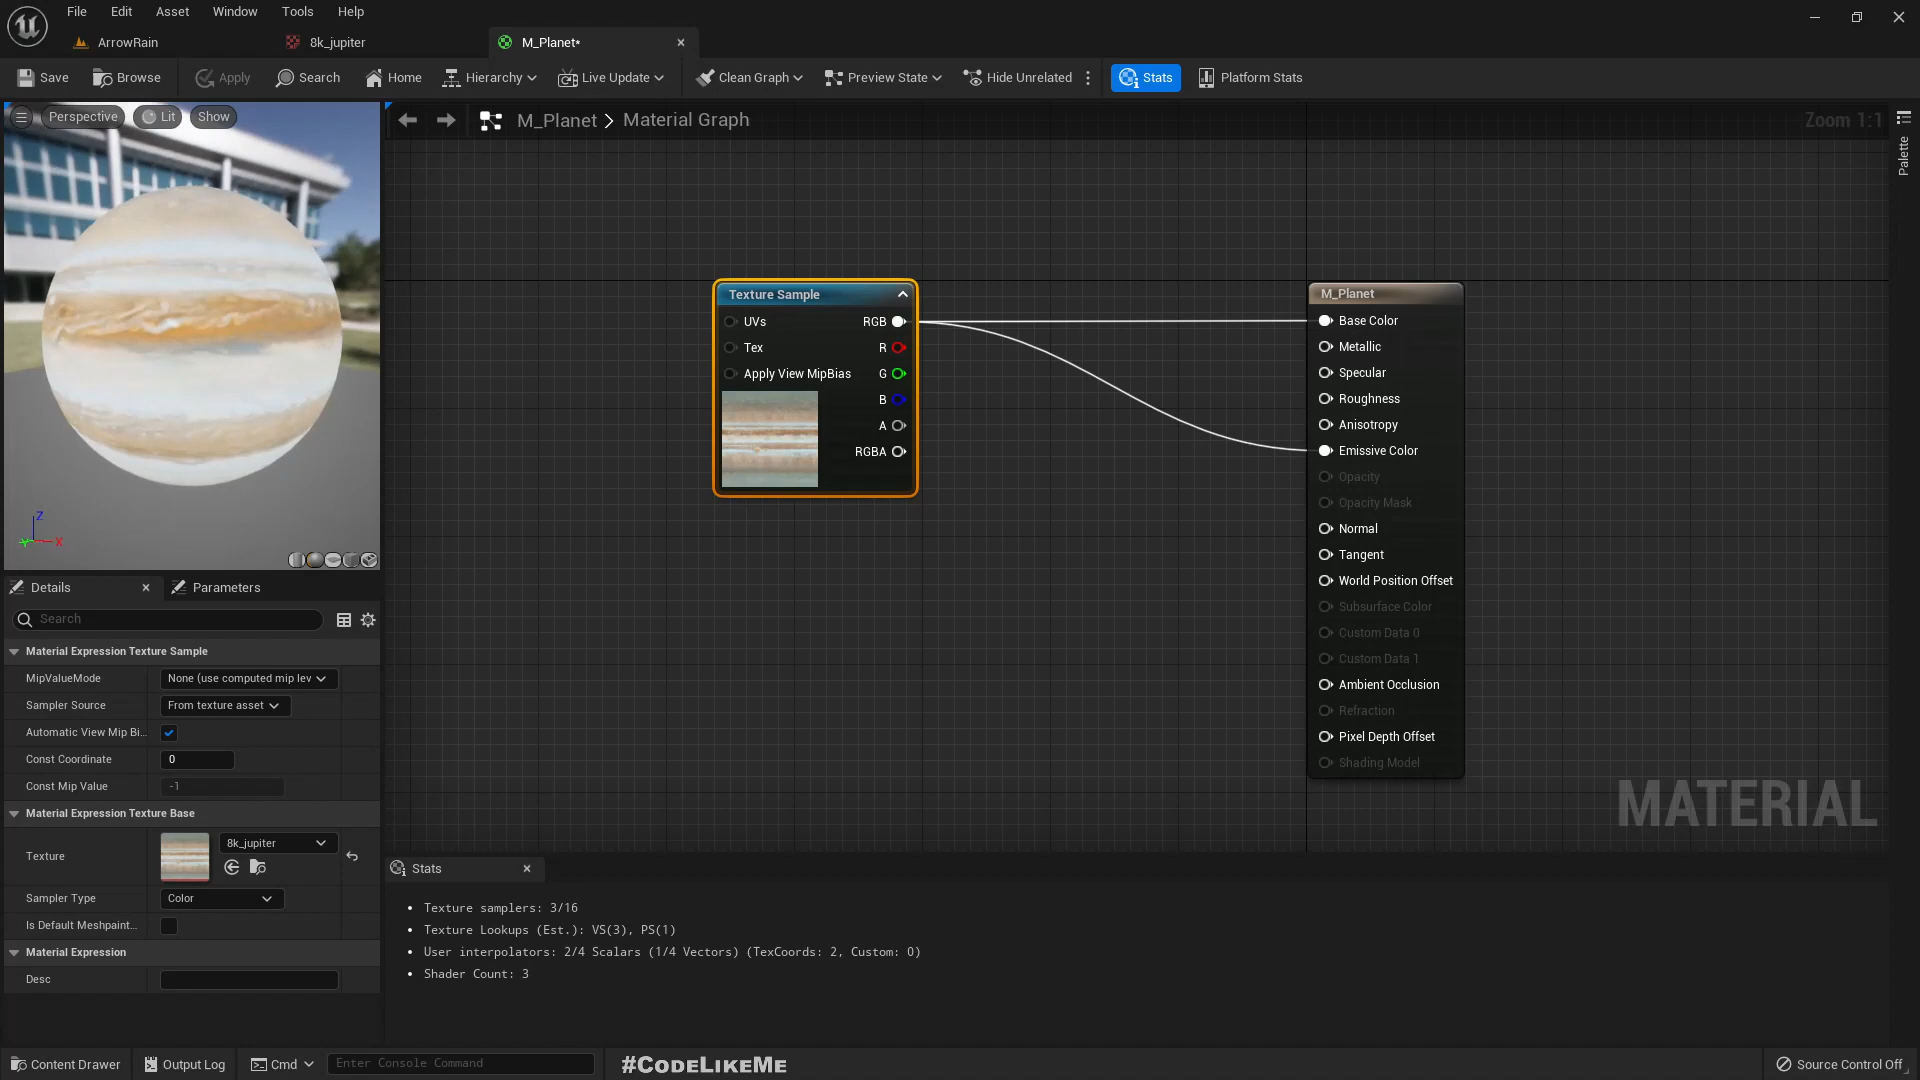 File Edit Asset Window Tools Help
ArrowRain 8k_jupiter M_Planet*
Save Browse Apply Search Home Hierarchy Live Update Clean Graph Preview State Hide Unrelated Stats Platform Stats
Perspective Lit Show
M_Planet > Material Graph
Zoom 1:1
Palette
Texture Sample
UVs RGB
Tex R
Apply View MipBias G
B
A
RGBA
M_Planet
Base Color
Metallic
Specular
Roughness
Anisotropy
Emissive Color
Opacity
Opacity Mask
Normal
Tangent
World Position Offset
Subsurface Color
Custom Data 0
Custom Data 1
Ambient Occlusion
Refraction
Pixel Depth Offset
Shading Model
MATERIAL
Z
Y X
Details Parameters
Search
Material Expression Texture Sample
MipValueMode None (use computed mip lev
Sampler Source From texture asset
Automatic View Mip Bi...
Const Coordinate 0
Const Mip Value -1
Material Expression Texture Base
Texture 8k_jupiter
Sampler Type Color
Is Default Meshpaint...
Material Expression
Desc
Stats
• Texture samplers: 3/16
• Texture Lookups (Est.): VS(3), PS(1)
• User interpolators: 2/4 Scalars (1/4 Vectors) (TexCoords: 2, Custom: 0)
• Shader Count: 3
Content Drawer Output Log Cmd Enter Console Command #CodeLikeMe Source Control Off